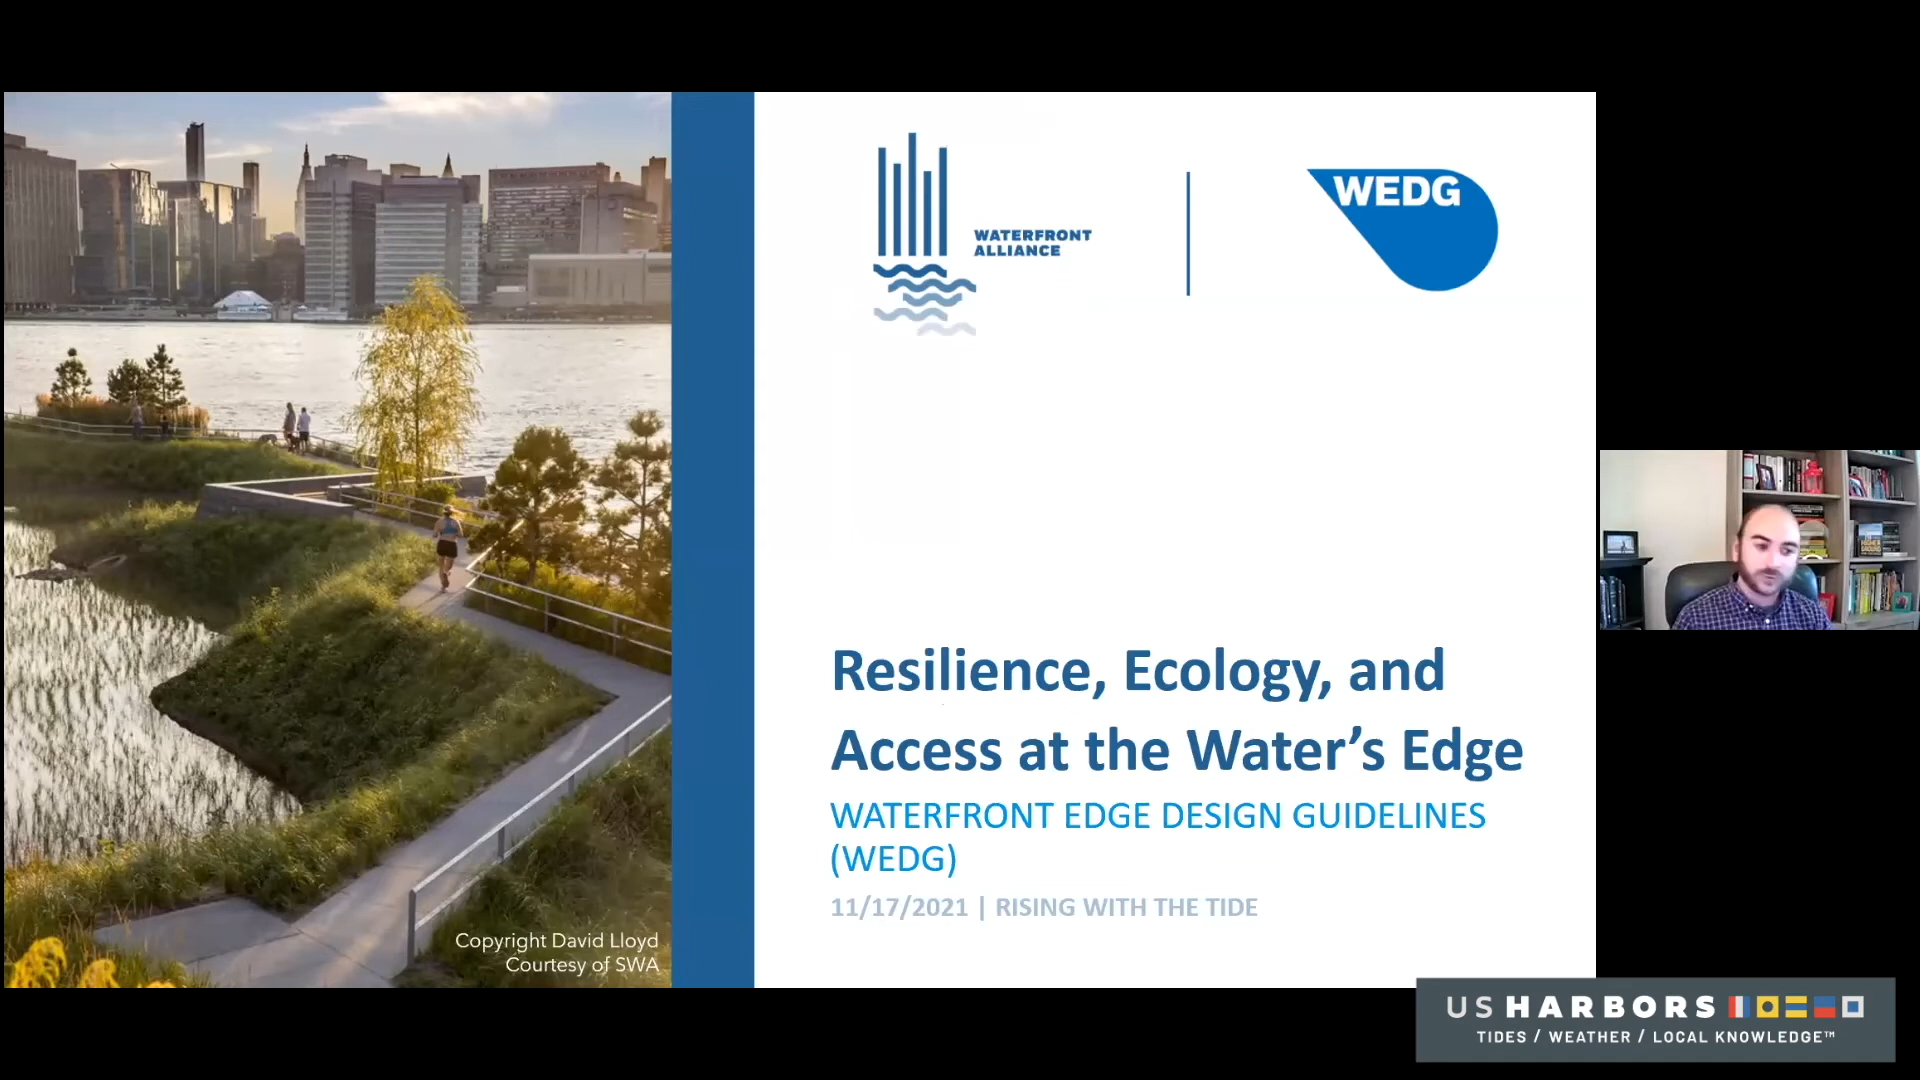 WATERFRONT
ALLIANCE
WEDG
Resilience, Ecology, and
Access at the Water’s Edge
WATERFRONT EDGE DESIGN GUIDELINES
(WEDG)
11/17/2021 | RISING WITH THE TIDE
Copyright David Lloyd
Courtesy of SWA
US HARBORS
TIDES / WEATHER / LOCAL KNOWLEDGE™